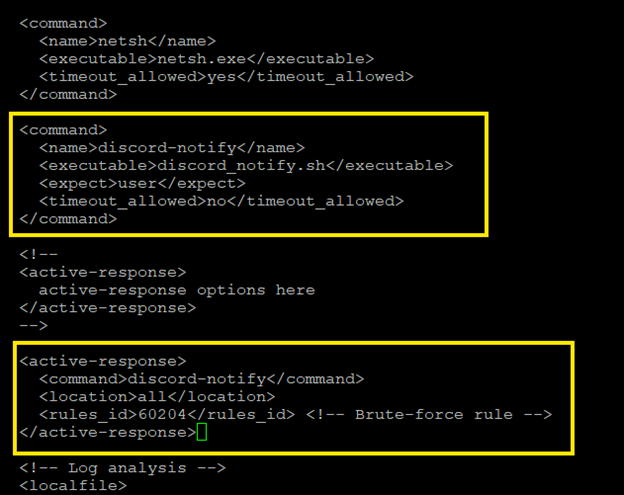 <command>
  <name>netsh</name>
  <executable>netsh.exe</executable>
  <timeout_allowed>yes</timeout_allowed>
</command>
<command>
  <name>discord-notify</name>
  <executable>discord_notify.sh</executable>
  <expect>user</expect>
  <timeout_allowed>no</timeout_allowed>
</command>
<!--
<active-response>
  active-response options here
</active-response>
-->
<active-response>
  <command>discord-notify</command>
  <location>all</location>
  <rules_id>60204</rules_id> <!-- Brute-force rule -->
</active-response>
<!-- Log analysis -->
<localfile>